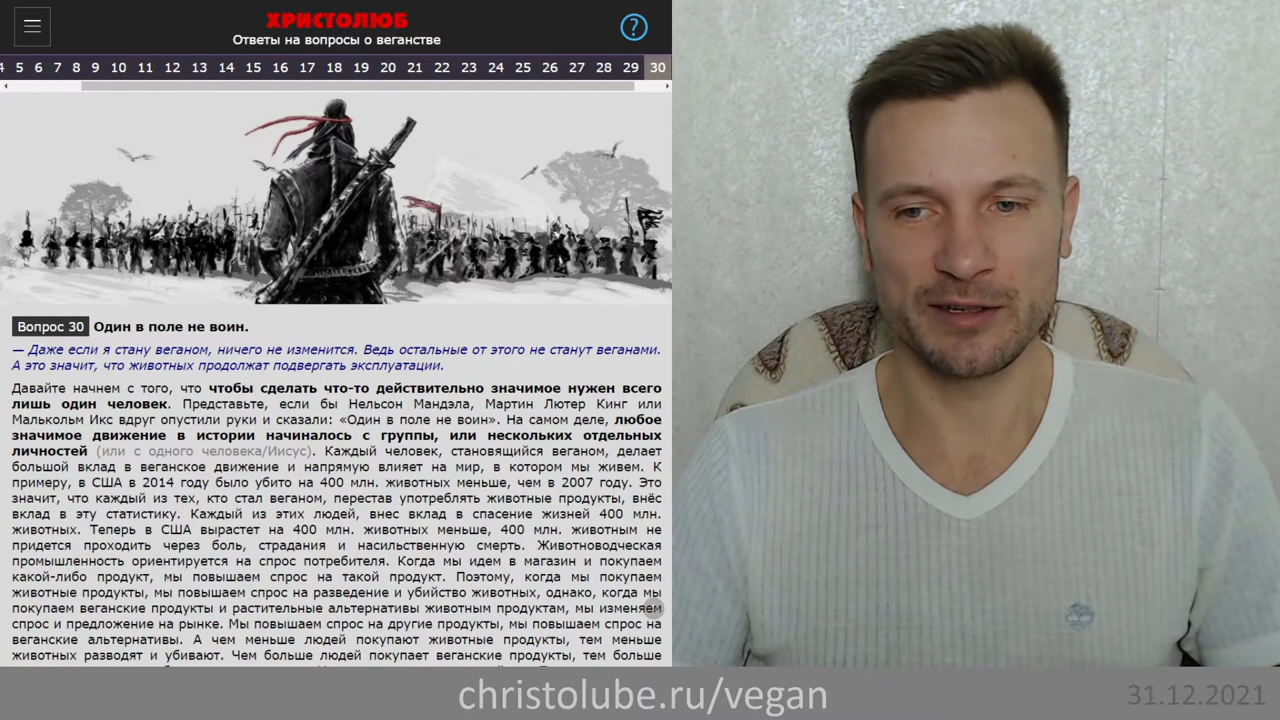 ХРИСТОЛЮБ
Ответы на вопросы о веганстве
?
4 5 6 7 8 9 10 11 12 13 14 15 16 17 18 19 20 21 22 23 24 25 26 27 28 29 30
Вопрос 30 Один в поле не воин.
— Даже если я стану веганом, ничего не изменится. Ведь остальные от этого не станут веганами.
А это значит, что животных продолжат подвергать эксплуатации.
Давайте начнем с того, что чтобы сделать что-то действительно значимое нужен всего
лишь один человек. Представьте, если бы Нельсон Мандэла, Мартин Лютер Кинг или
Малькольм Икс вдруг опустили руки и сказали: «Один в поле не воин». На самом деле, любое
значимое движение в истории начиналось с группы, или нескольких отдельных
личностей (или с одного человека/Иисус). Каждый человек, становящийся веганом, делает
большой вклад в веганское движение и напрямую влияет на мир, в котором мы живем. К
примеру, в США в 2014 году было убито на 400 млн. животных меньше, чем в 2007 году. Это
значит, что каждый из тех, кто стал веганом, перестав употреблять животные продукты, внёс
вклад в эту статистику. Каждый из этих людей, внес вклад в спасение жизней 400 млн.
животных. Теперь в США вырастет на 400 млн. животных меньше, 400 млн. животным не
придется проходить через боль, страдания и насильственную смерть. Животноводческая
промышленность ориентируется на спрос потребителя. Когда мы идем в магазин и покупаем
какой-либо продукт, мы повышаем спрос на такой продукт. Поэтому, когда мы покупаем
животные продукты, мы повышаем спрос на разведение и убийство животных, однако, когда мы
покупаем веганские продукты и растительные альтернативы животным продуктам, мы изменяем
спрос и предложение на рынке. Мы повышаем спрос на другие продукты, мы повышаем спрос на
веганские альтернативы. А чем меньше людей покупают животные продукты, тем меньше
животных разводят и убивают. Чем больше людей покупает веганские продукты, тем больше
christolube.ru/vegan
31.12.2021